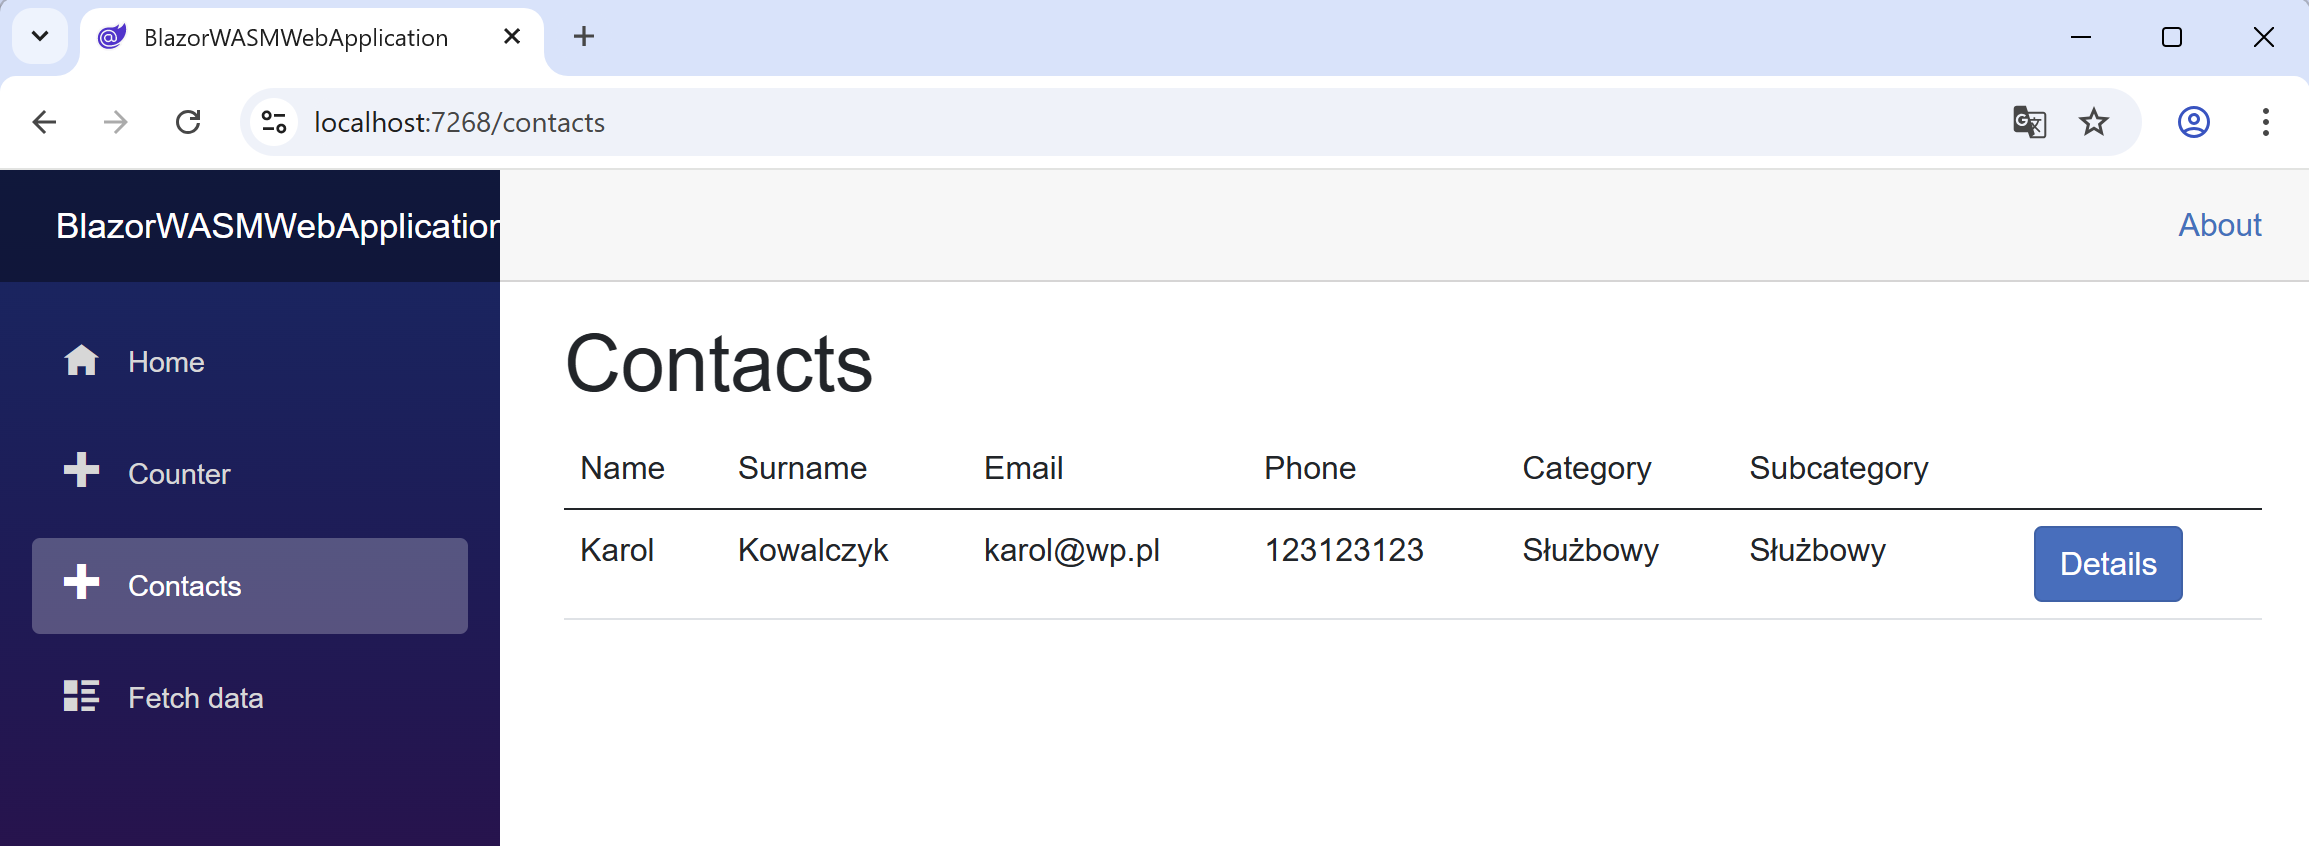 BlazorWASMWebApplication
localhost:7268/contacts
BlazorWASMWebApplication
About
Home
Counter
Contacts
Fetch data
Contacts
Name Surname Email Phone Category Subcategory
Karol Kowalczyk karol@wp.pl 123123123 Służbowy Służbowy Details